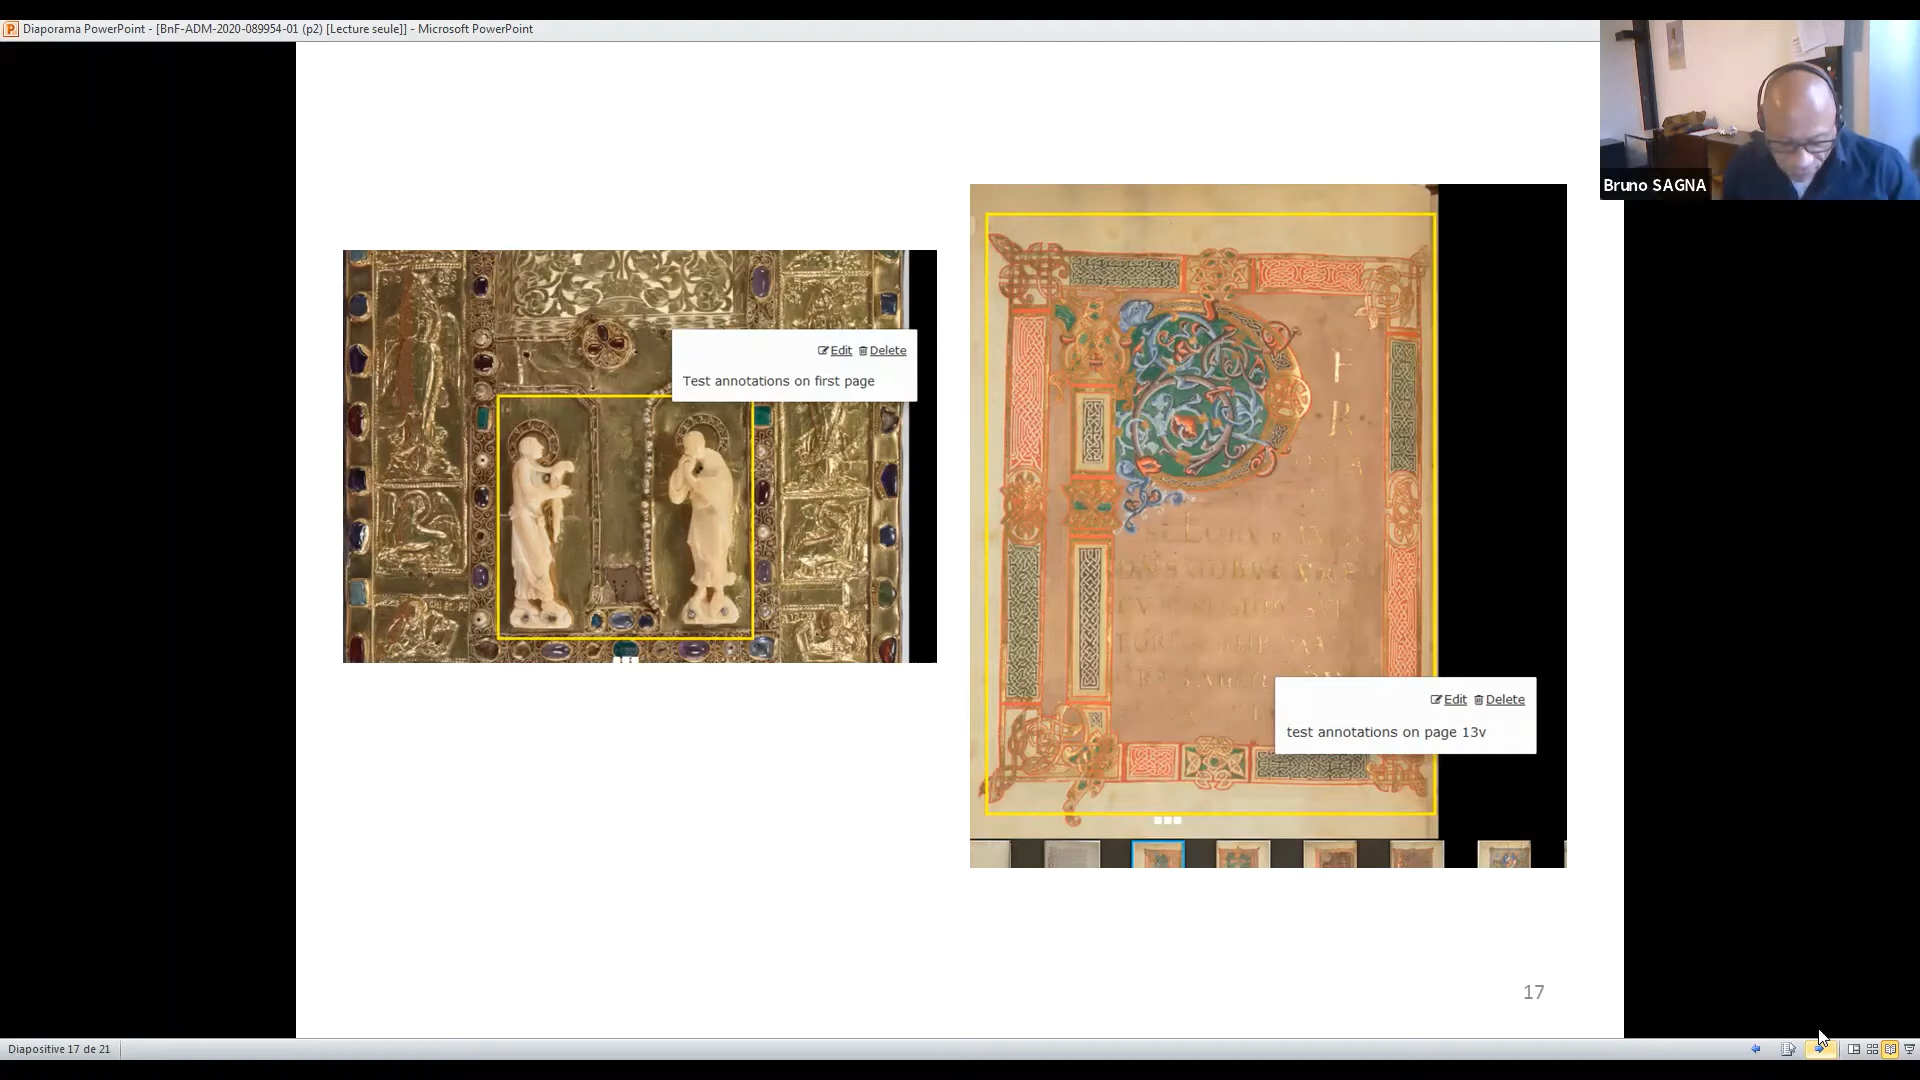 Diaporama PowerPoint - [BnF-ADM-2020-089954-01 (p2) [Lecture seule]] - Microsoft PowerPoint
Bruno SAGNA
Edit Delete
Test annotations on first page
F
R
Edit Delete
test annotations on page 13v
17
Diapositive 17 de 21